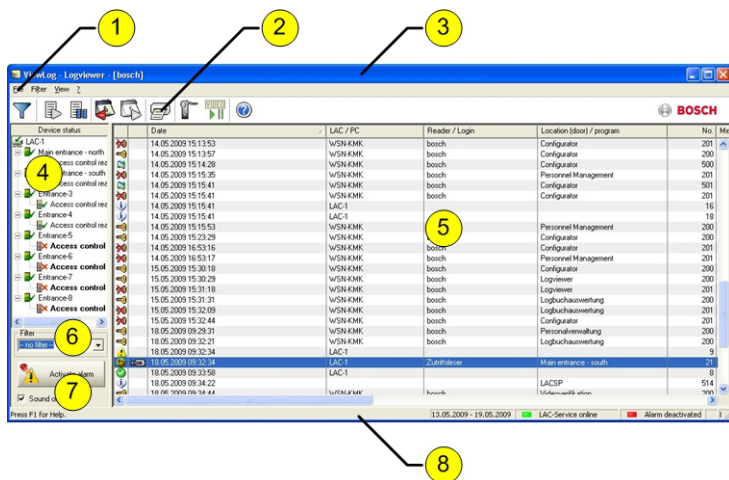 1
2
3
ViewLog - Logviewer - [bosch]
File Filter View ?
VIDEO
BOSCH
Device status
Date LAC / PC Reader / Login Location (door) / program No. Me
LAC-1
Main entrance - north
Access control rea
4
entrance - south
control rea
Entrance-3
Access control rea
Entrance-4
Access control rea
Entrance-5
Access control
Entrance-6
Access control
Entrance-7
Access control
Entrance-8
Access control
14.05.2009 15:13:53 WSN-KMK bosch Configurator 201
14.05.2009 15:13:57 WSN-KMK bosch Configurator 200
14.05.2009 15:14:28 WSN-KMK bosch Configurator 500
14.05.2009 15:15:35 WSN-KMK bosch Personnel Management 201
14.05.2009 15:15:41 WSN-KMK bosch Configurator 501
14.05.2009 15:15:41 WSN-KMK bosch Configurator 201
14.05.2009 15:15:41 LAC-1 16
14.05.2009 15:15:41 LAC-1 18
14.05.2009 15:15:53 WSN-KMK Personnel Management 200
14.05.2009 15:23:29 WSN-KMK Configurator 200
5
14.05.2009 16:53:16 WSN-KMK bosch Configurator 201
14.05.2009 16:53:17 WSN-KMK bosch Personnel Management 201
15.05.2009 15:30:18 WSN-KMK bosch Configurator 200
15.05.2009 15:30:29 WSN-KMK bosch Logviewer 200
15.05.2009 15:31:18 WSN-KMK bosch Logviewer 201
15.05.2009 15:31:31 WSN-KMK bosch Logbuchauswertung 200
15.05.2009 15:32:09 WSN-KMK bosch Logbuchauswertung 201
15.05.2009 15:32:44 WSN-KMK bosch Configurator 201
18.05.2009 09:29:31 WSN-KMK bosch Personalverwaltung 200
18.05.2009 09:32:21 WSN-KMK bosch Logbuchauswertung 200
18.05.2009 09:32:34 LAC-1 9
18.05.2009 09:32:34 LAC-1 Zutrittsleser Main entrance - south 21
18.05.2009 09:33:58 LAC-1 8
18.05.2009 09:34:22 LACSP 514
18.05.2009 09:34:44 WSN-KMK bosch Videoverifikation 200
Filter
- no filter -
6
Activate alarm
7
Sound o
Press F1 for Help.
13.05.2009 - 19.05.2009 LAC-Service online Alarm deactivated
8